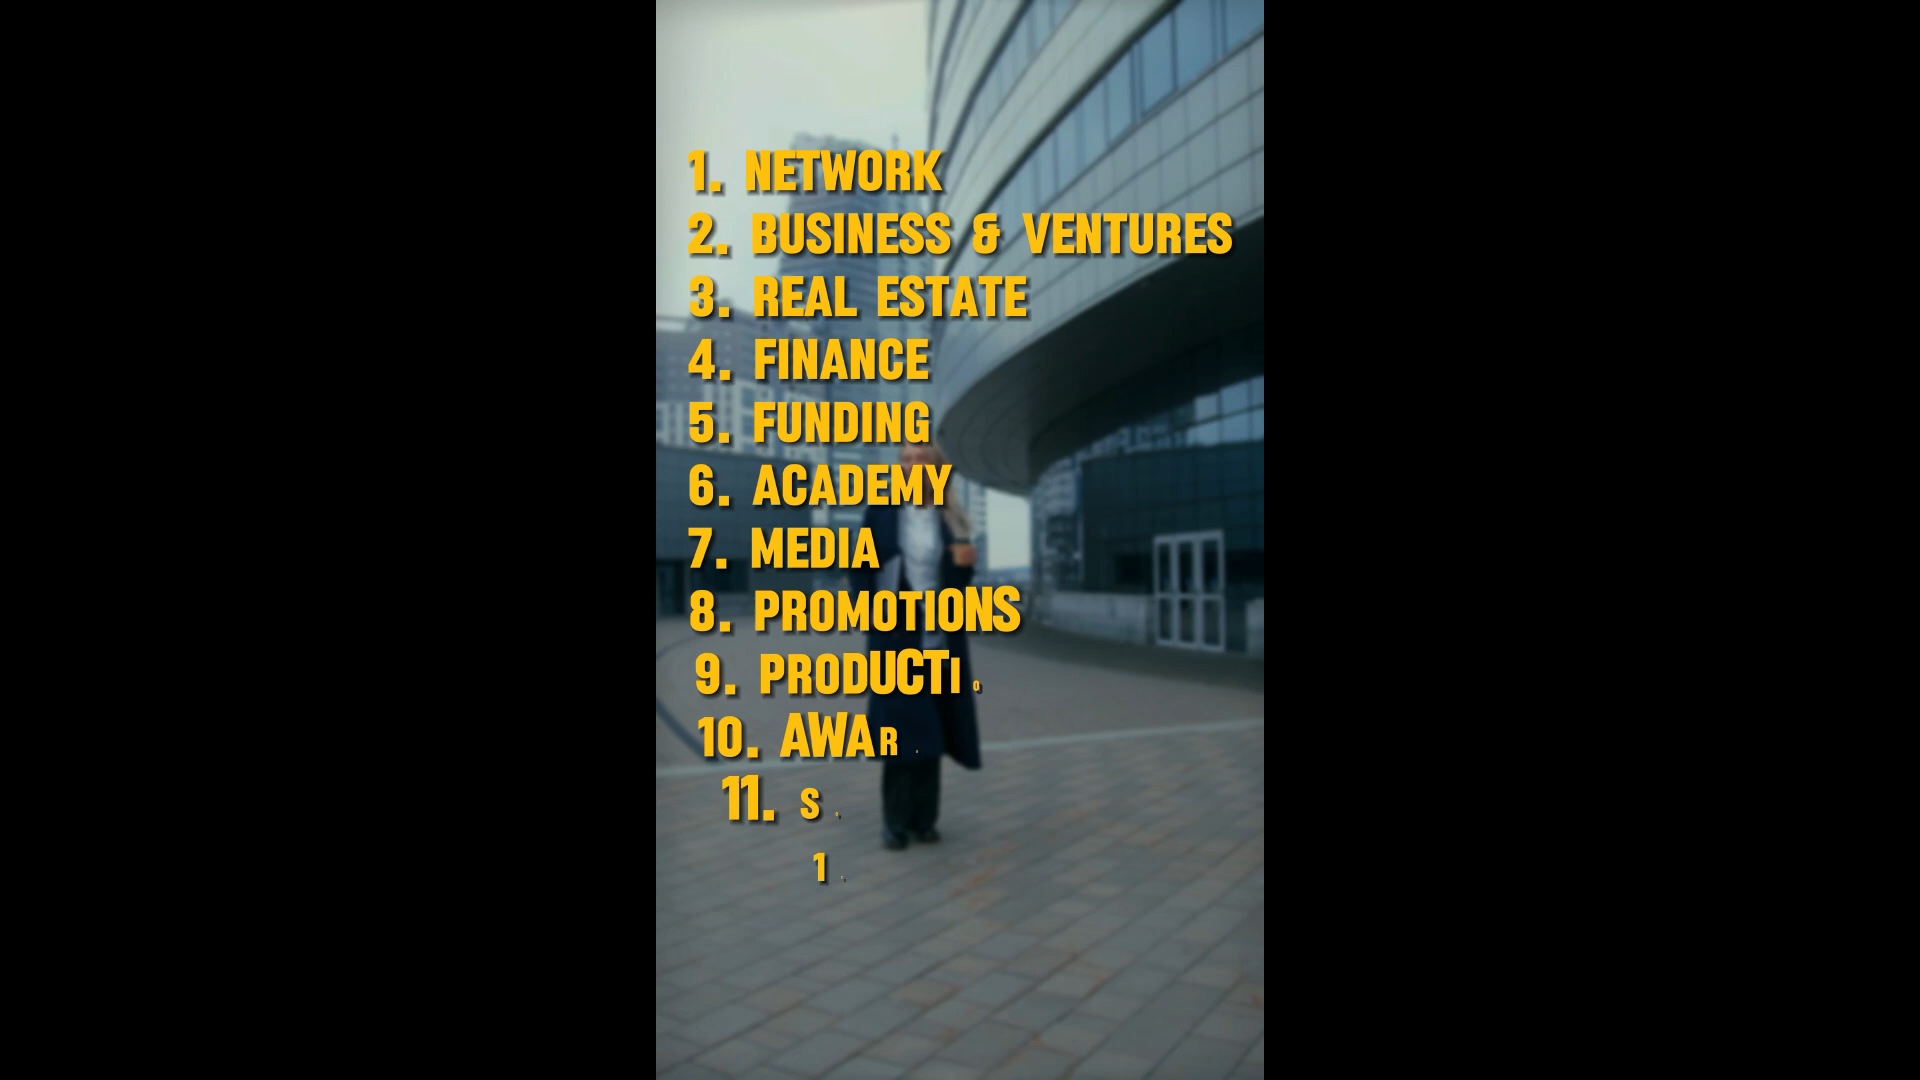 1. NETWORK
2. BUSINESS & VENTURES
3. REAL ESTATE
4. FINANCE
5. FUNDING
6. ACADEMY
7. MEDIA
8. PROMOTIONS
9. PRODUCTIO
10. AWAR
11. S
1